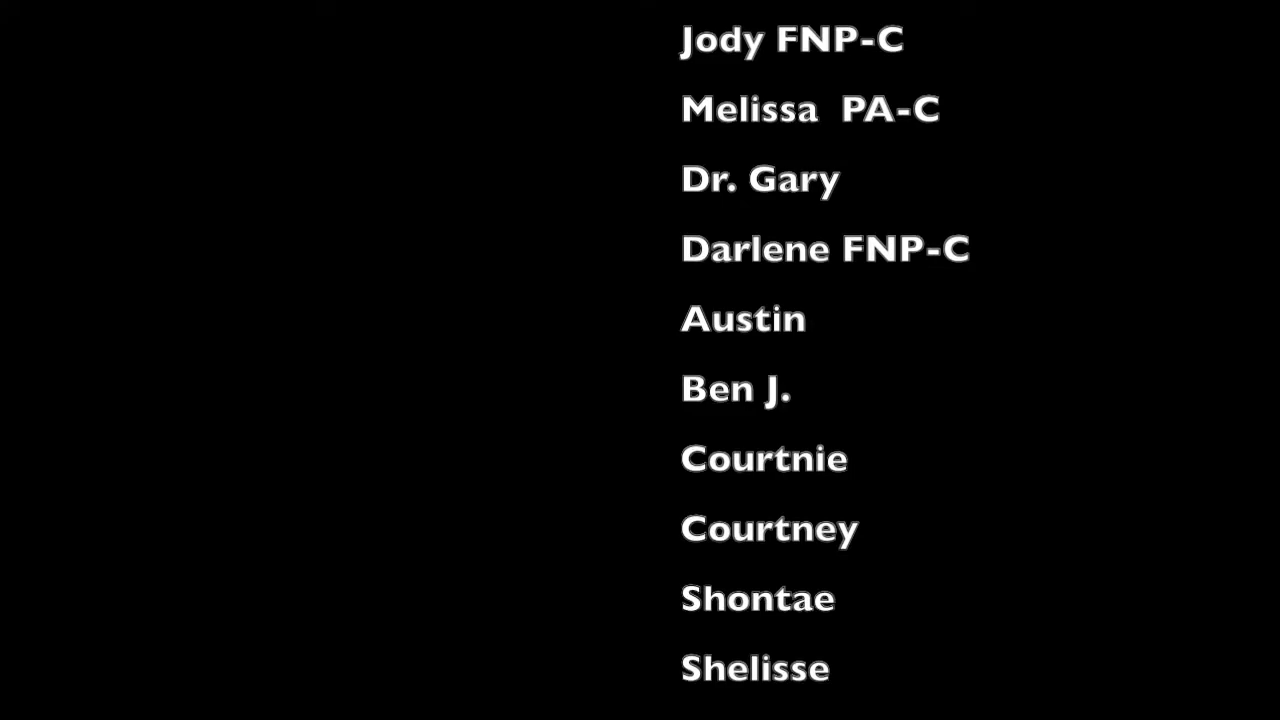 Jody FNP-C
Melissa  PA-C
Dr. Gary
Darlene FNP-C
Austin
Ben J.
Courtnie
Courtney
Shontae
Shelisse